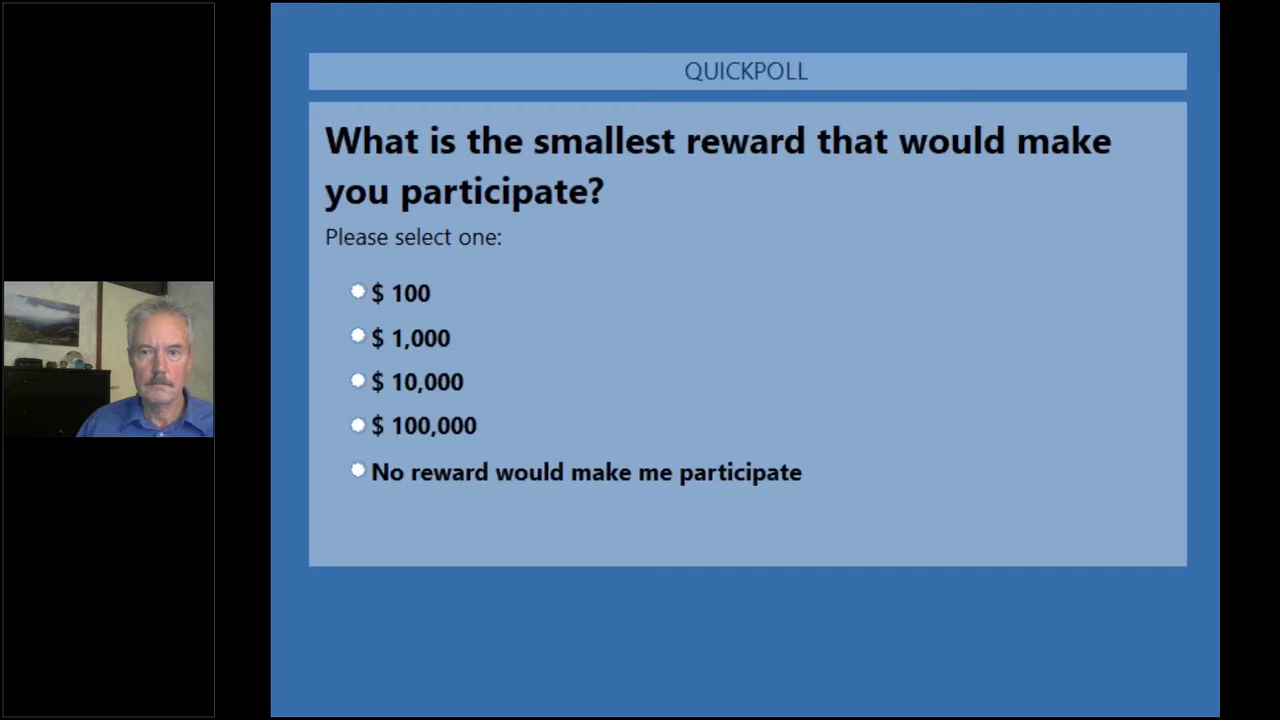 QUICKPOLL
What is the smallest reward that would make
you participate?
Please select one:
$ 100
$ 1,000
$ 10,000
$ 100,000
No reward would make me participate